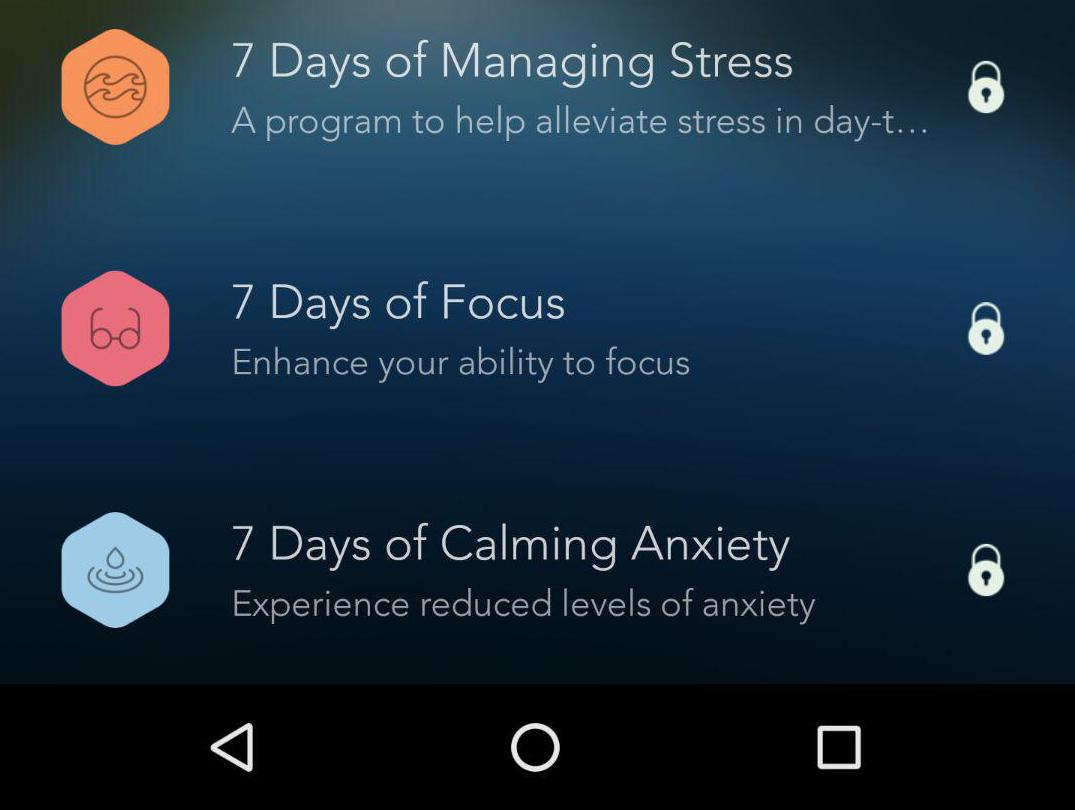 7 Days of Managing Stress
A program to help alleviate stress in day-t...
7 Days of Focus
Enhance your ability to focus
7 Days of Calming Anxiety
Experience reduced levels of anxiety